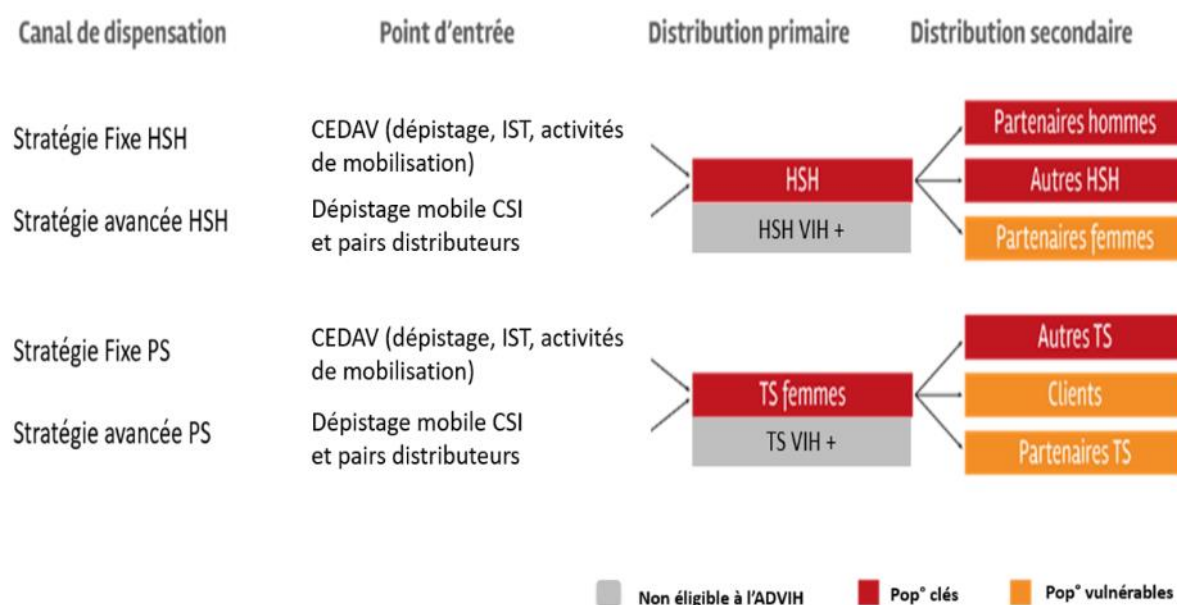 Canal de dispensation
Point d'entrée
Distribution primaire
Distribution secondaire
Stratégie Fixe HSH
CEDAV (dépistage, IST, activités
de mobilisation)
Stratégie avancée HSH
Dépistage mobile CSI
et pairs distributeurs
HSH
HSH VIH +
Partenaires hommes
Autres HSH
Partenaires femmes
Stratégie Fixe PS
CEDAV (dépistage, IST, activités
de mobilisation)
Stratégie avancée PS
Dépistage mobile CSI
et pairs distributeurs
TS femmes
TS VIH +
Autres TS
Clients
Partenaires TS
Non éligible à l'ADVIH
Pop° clés
Pop° vulnérables